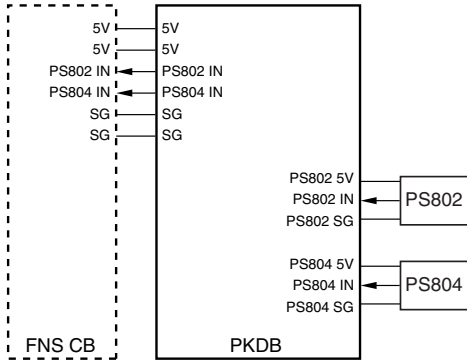 5V 5V
5V 5V
PS802 IN PS802 IN
PS804 IN PS804 IN
SG SG
SG SG
PS802 5V
PS802 IN PS802
PS802 SG
PS804 5V
PS804 IN PS804
PS804 SG
FNS CB PKDB